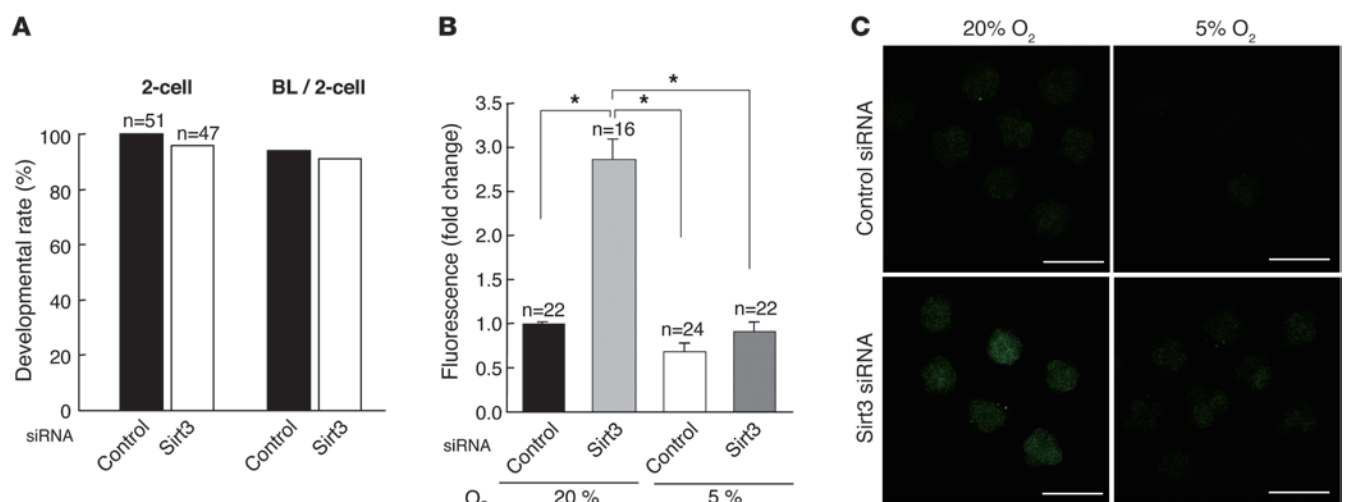 A
2-cell
BL / 2-cell
n=51
n=47
100
80
60
40
20
0
Developmental rate (%)
siRNA
Control
Sirt3
Control
Sirt3
B
*
*
*
3.5
3.0
2.5
2.0
1.5
1.0
0.5
0.0
Fluorescence (fold change)
n=22
n=16
n=24
n=22
siRNA
Control
Sirt3
Control
Sirt3
O2
20 %
5 %
C
20% O2
5% O2
Control siRNA
Sirt3 siRNA